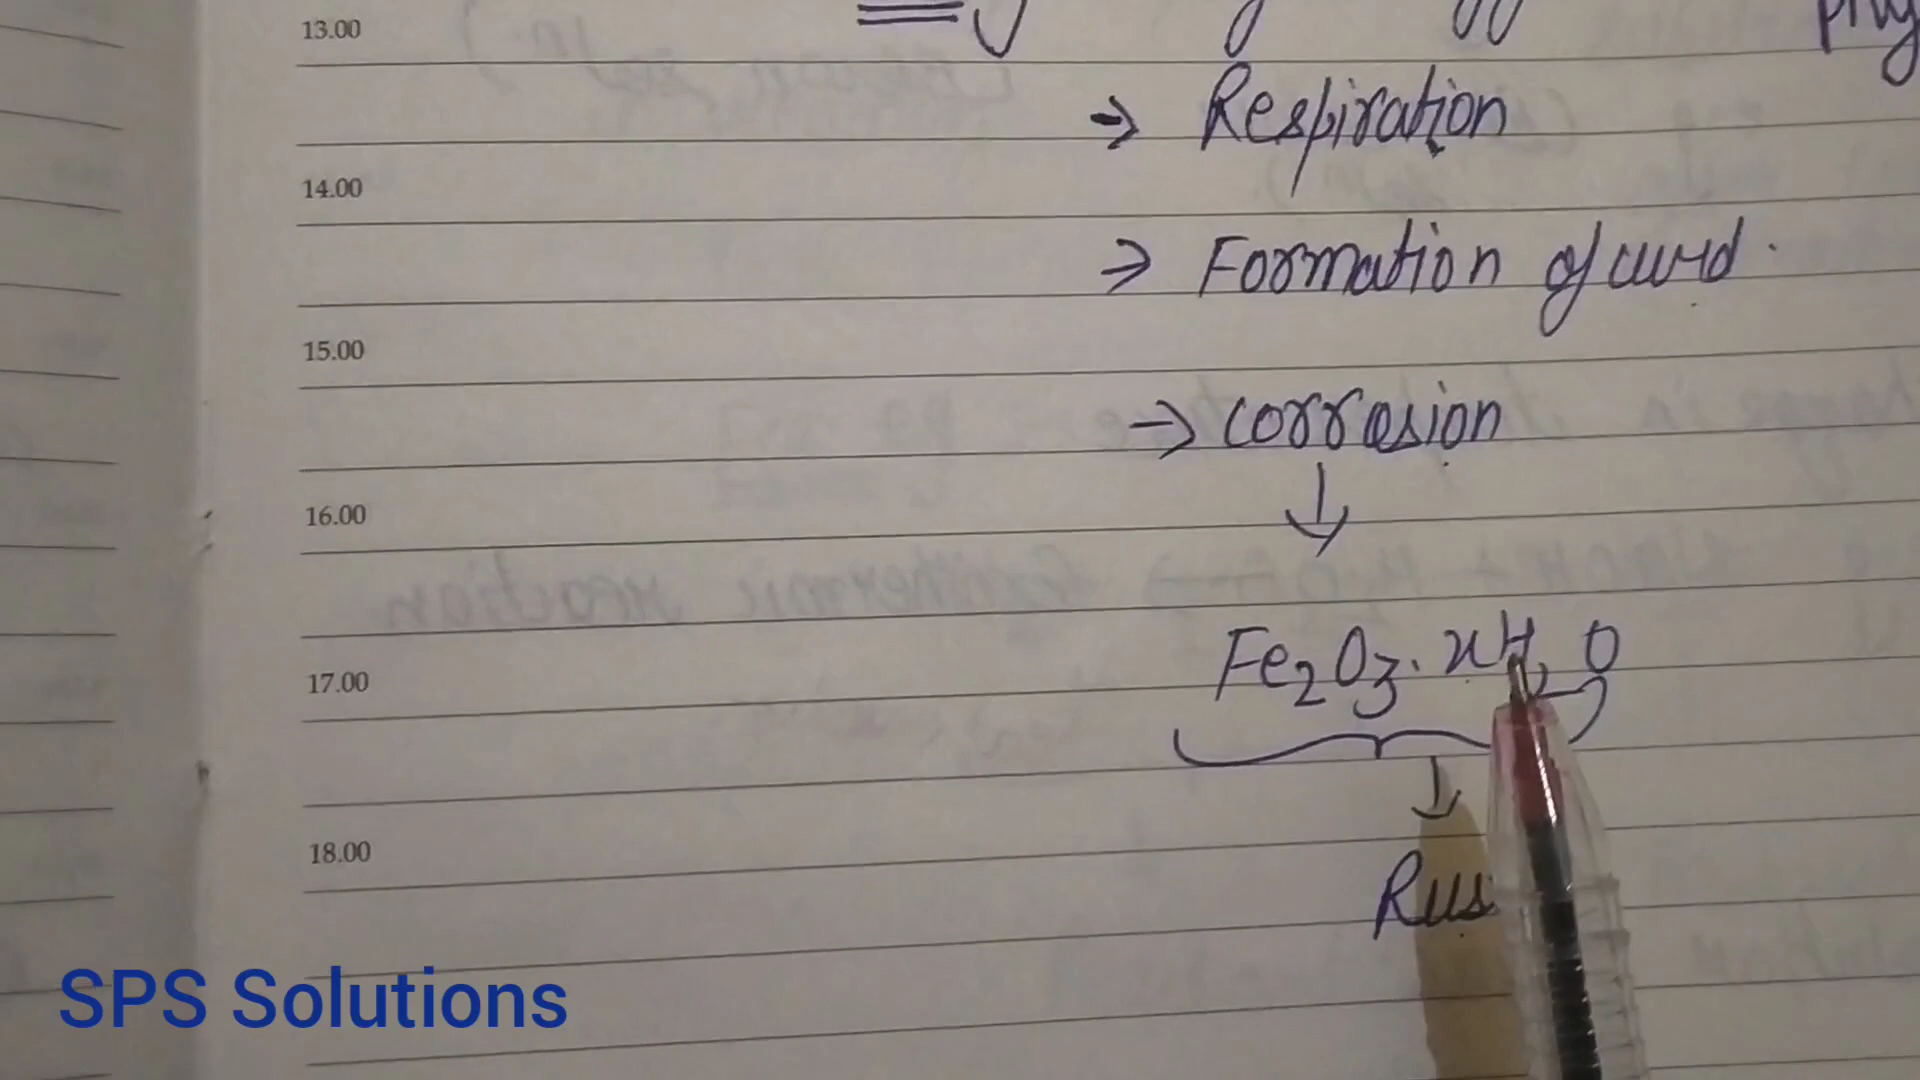 13.00
→ Respiration
14.00
⇒ Formation of curd.
15.00
→ corrosion
↓
16.00
Fe₂O₃. xH₂O
17.00
↓
18.00
Rus
SPS Solutions